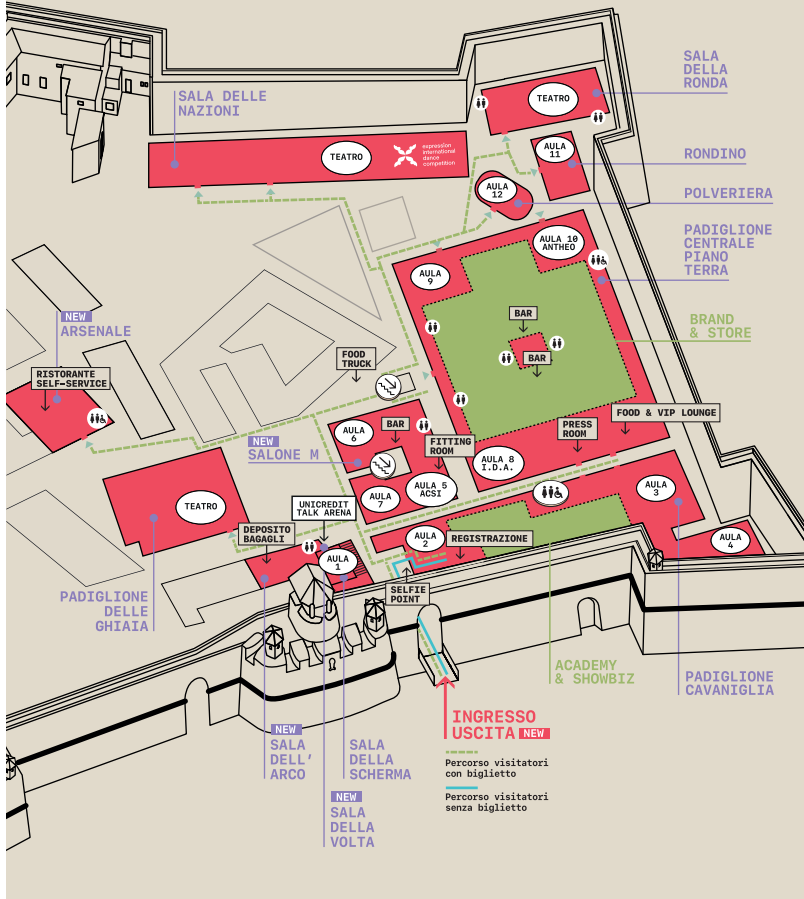 SALA
DELLA
RONDA
SALA DELLE
NAZIONI
TEATRO
TEATRO
expression
international
dance
competition
AULA
11
RONDINO
AULA
12
POLVERIERA
PADIGLIONE
CENTRALE
PIANO
TERRA
AULA 10
ANTHEO
AULA
9
NEW
ARSENALE
BAR
BRAND
& STORE
BAR
FOOD
TRUCK
RISTORANTE
SELF-SERVICE
FOOD & VIP LOUNGE
PRESS
ROOM
AULA
6
BAR
FITTING
ROOM
NEW
SALONE M
AULA 8
I.D.A.
AULA 5
ACSI
AULA
7
AULA
3
TEATRO
UNICREDIT
TALK ARENA
DEPOSITO
BAGAGLI
AULA
2
REGISTRAZIONE
AULA
4
AULA
1
SELFIE
POINT
PADIGLIONE
DELLE
GHIAIA
ACADEMY
& SHOWBIZ
PADIGLIONE
CAVANIGLIA
INGRESSO
USCITA NEW
NEW
SALA
DELL’
ARCO
SALA
DELLA
SCHERMA
NEW
SALA
DELLA
VOLTA
Percorso visitatori
con biglietto
Percorso visitatori
senza biglietto